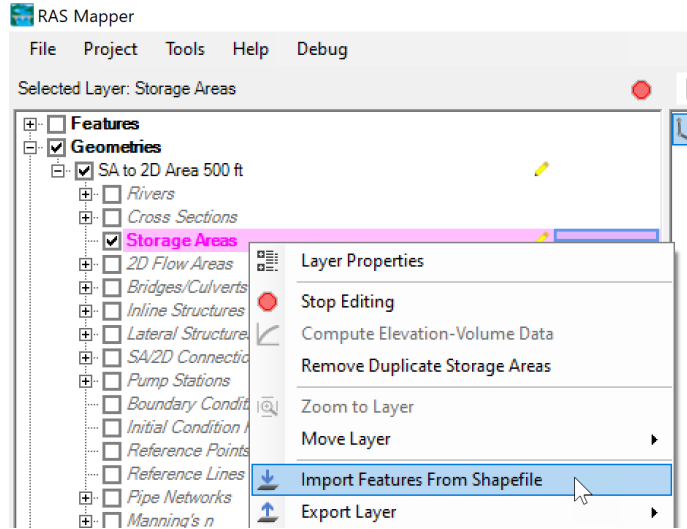 RAS Mapper
File Project Tools Help Debug
Selected Layer: Storage Areas
Features
Geometries
SA to 2D Area 500 ft
Rivers
Cross Sections
Storage Areas
2D Flow Areas
Bridges/Culverts
Inline Structures
Lateral Structure
SA/2D Connectio
Pump Stations
Boundary Condit
Initial Condition
Reference Points
Reference Lines
Pipe Networks
Manning's n
Layer Properties
Stop Editing
Compute Elevation-Volume Data
Remove Duplicate Storage Areas
Zoom to Layer
Move Layer
Import Features From Shapefile
Export Layer